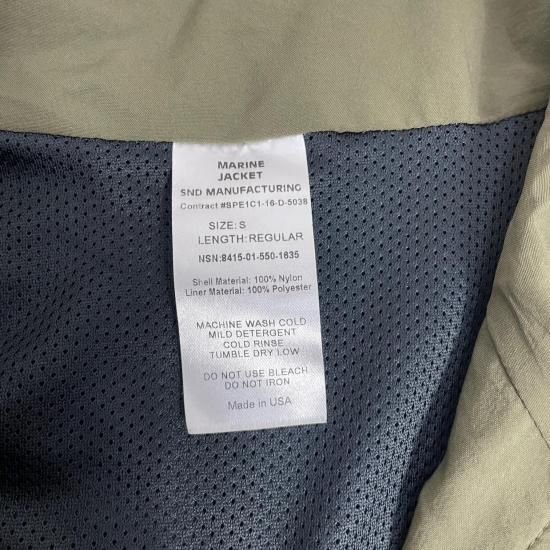 MARINE
JACKET
SND MANUFACTURING
Contract #SPE1C1-16-D-5038
SIZE: S
LENGTH: REGULAR
NSN:8415-01-550-1635
Shell Material: 100% Nylon
Liner Material: 100% Polyester
MACHINE WASH COLD
MILD DETERGENT
COLD RINSE
TUMBLE DRY LOW
DO NOT USE BLEACH
DO NOT IRON
Made in USA